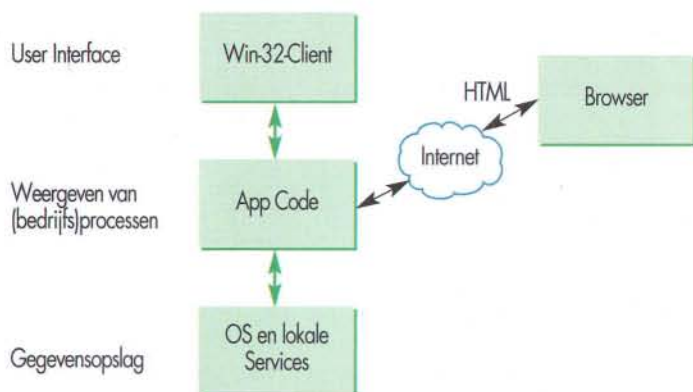 User Interface
Win-32-Client
HTML
Browser
Internet
Weergeven van
(bedrijfs)processen
App Code
OS en lokale
Services
Gegevensopslag